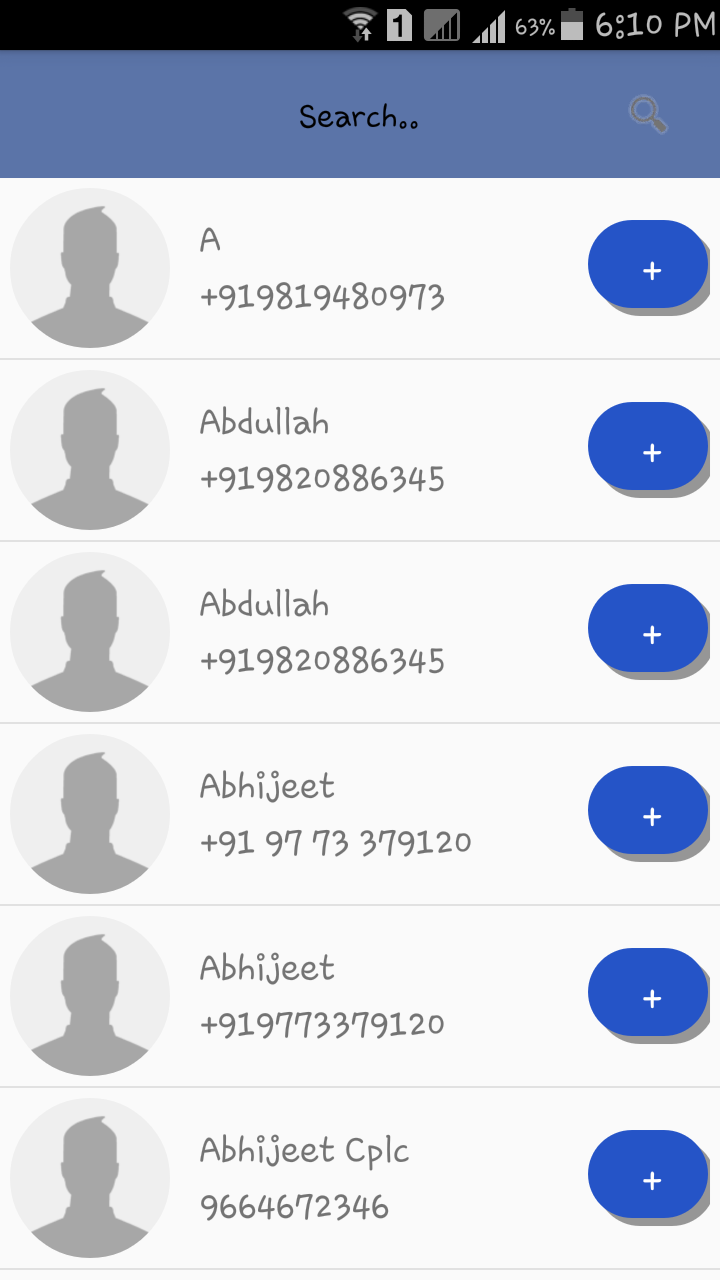 1 63% 6:10 PM
Search..
A
+919819480973
+
Abdullah
+919820886345
+
Abdullah
+919820886345
+
Abhijeet
+91 97 73 379120
+
Abhijeet
+919773379120
+
Abhijeet Cplc
9664672346
+